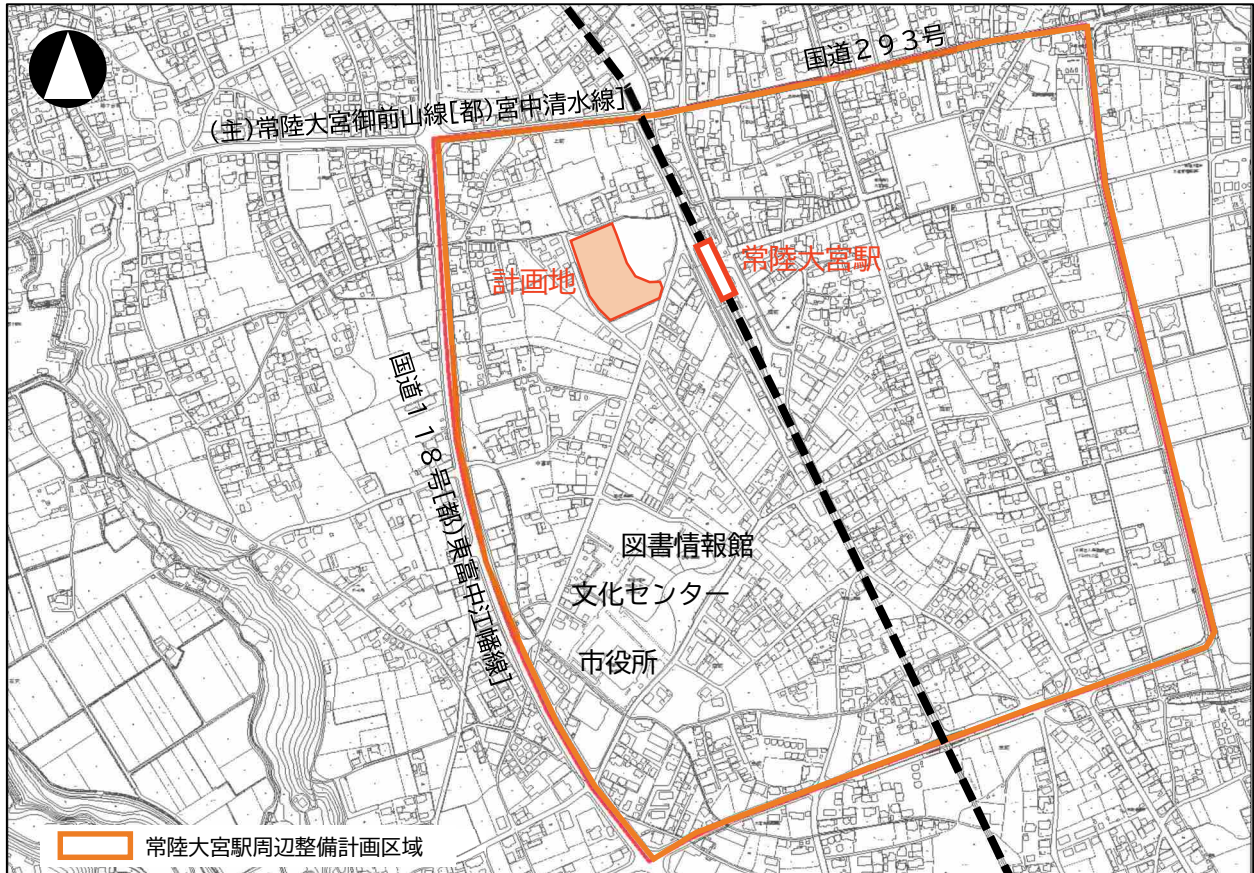 国道293号
(主)常陸大宮御前山線[都)宮中清水線]
常陸大宮駅
計画地
国道118号[都)東富中江幡線]
図書情報館
文化センター
市役所
常陸大宮駅周辺整備計画区域